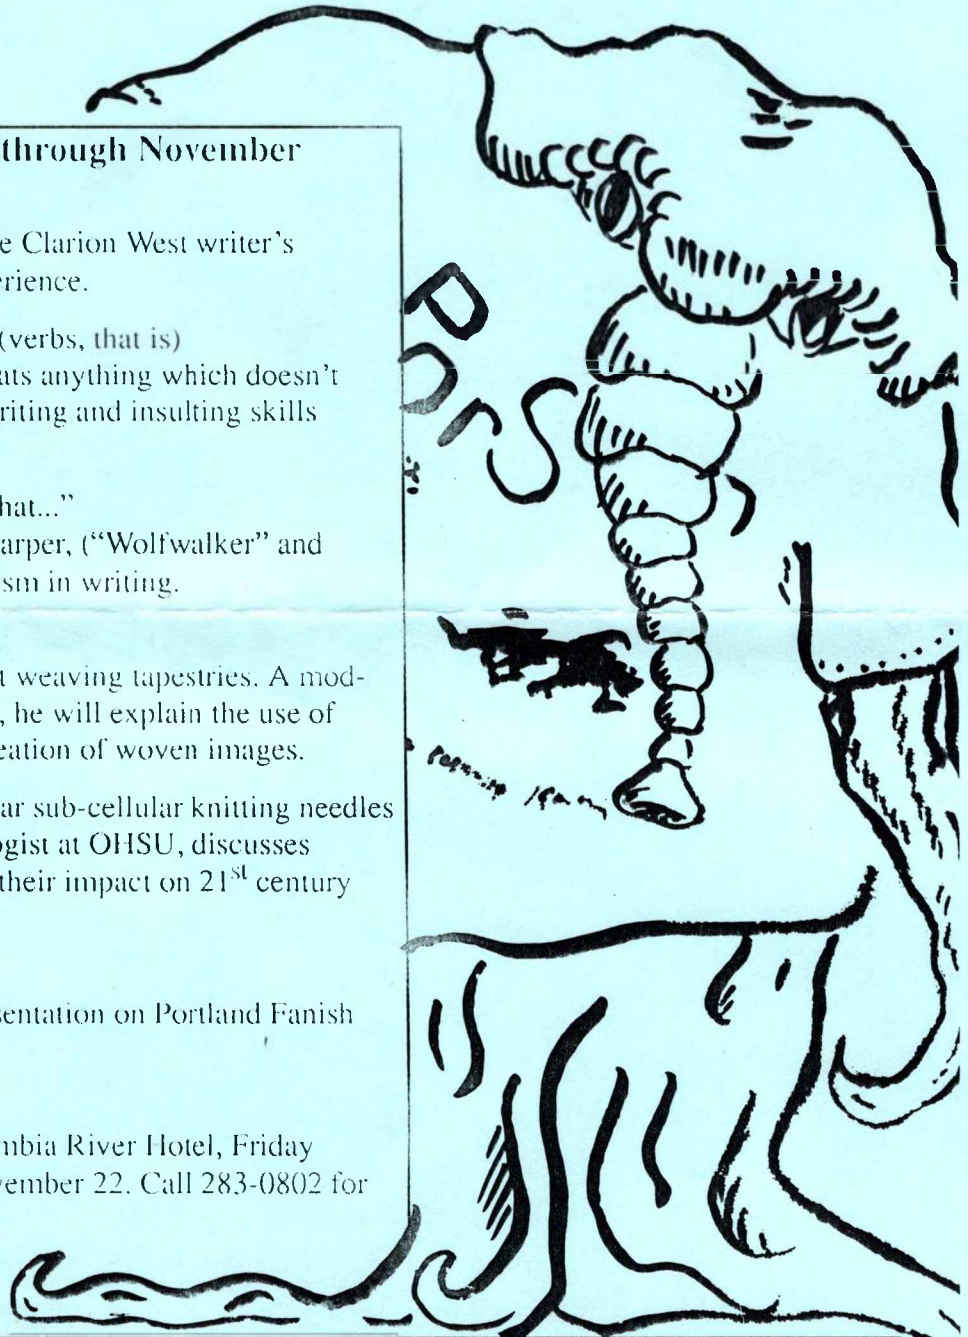 through November
e Clarion West writer's
erience.
(verbs, that is)
ats anything which doesn't
riting and insulting skills
hat..."
arper, ("Wolfwalker" and
sm in writing.
t weaving tapestries. A mod-
, he will explain the use of
eation of woven images.
ar sub-cellular knitting needles
ogist at OHSU, discusses
their impact on 21st century
sentation on Portland Fanish
mbia River Hotel, Friday
vember 22. Call 283-0802 for
PorS